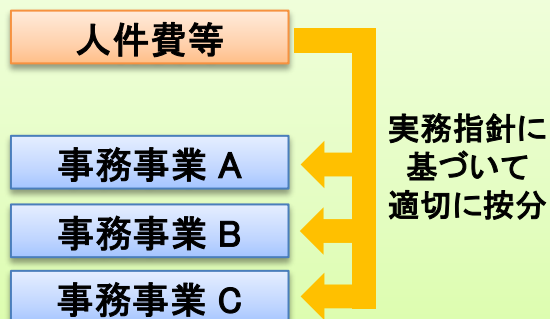 人件費等
実務指針に
基づいて
適切に按分
事務事業 A
事務事業 B
事務事業 C